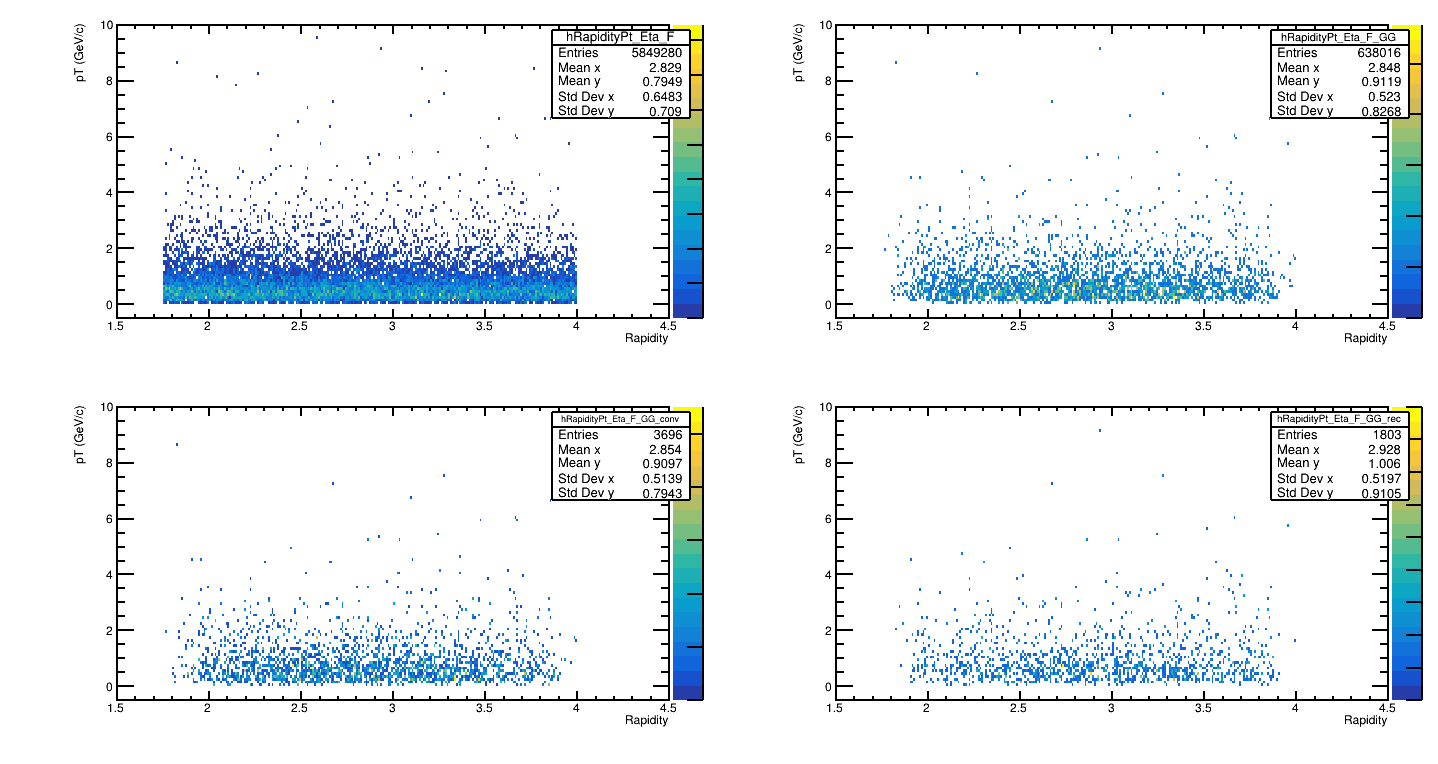 pT (GeV/c)
10
8
6
4
2
0
1.5
2
2.5
3
3.5
4
4.5
Rapidity
hRapidityPt_Eta_F
Entries 5849280
Mean x 2.829
Mean y 0.7949
Std Dev x 0.6483
Std Dev y 0.709
pT (GeV/c)
10
8
6
4
2
0
1.5
2
2.5
3
3.5
4
4.5
Rapidity
hRapidityPt_Eta_F_GG
Entries 638016
Mean x 2.848
Mean y 0.9119
Std Dev x 0.523
Std Dev y 0.8268
pT (GeV/c)
10
8
6
4
2
0
1.5
2
2.5
3
3.5
4
4.5
Rapidity
hRapidityPt_Eta_F_GG_conv
Entries 3696
Mean x 2.854
Mean y 0.9097
Std Dev x 0.5139
Std Dev y 0.7943
pT (GeV/c)
10
8
6
4
2
0
1.5
2
2.5
3
3.5
4
4.5
Rapidity
hRapidityPt_Eta_F_GG_rec
Entries 1803
Mean x 2.928
Mean y 1.006
Std Dev x 0.5197
Std Dev y 0.9105